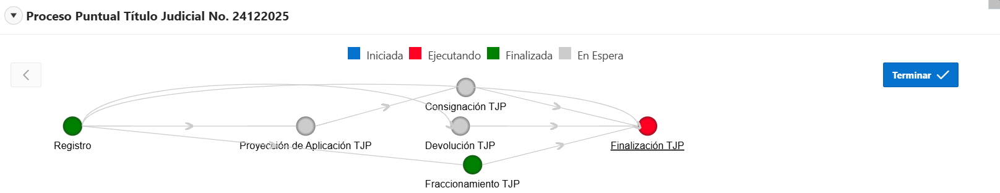 Proceso Puntual Título Judicial No. 24122025
Iniciada Ejecutando Finalizada En Espera
Terminar
Consignación TJP
Registro
Proyección de Aplicación TJP
Devolución TJP
Finalización TJP
Fraccionamiento TJP